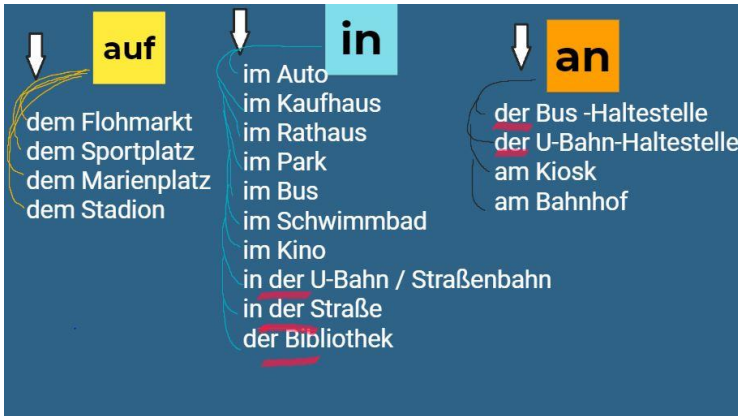 auf
dem Flohmarkt
dem Sportplatz
dem Marienplatz
dem Stadion
in
im Auto
im Kaufhaus
im Rathaus
im Park
im Bus
im Schwimmbad
im Kino
in der U-Bahn / Straßenbahn
in der Straße
der Bibliothek
an
der Bus -Haltestelle
der U-Bahn-Haltestelle
am Kiosk
am Bahnhof